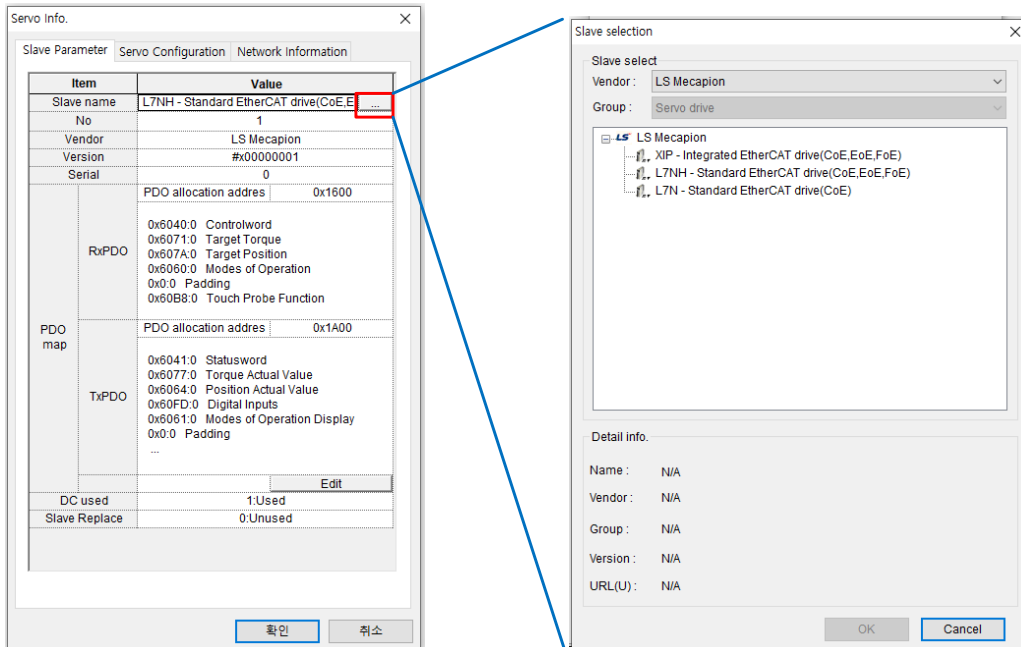 Servo Info.
Slave Parameter Servo Configuration Network Information
Item Value
Slave name L7NH - Standard EtherCAT drive(CoE,E ...
No 1
Vendor LS Mecapion
Version #x00000001
Serial 0
PDO map
RxPDO
PDO allocation addres 0x1600
0x6040:0 Controlword
0x6071:0 Target Torque
0x607A:0 Target Position
0x6060:0 Modes of Operation
0x0:0 Padding
0x60B8:0 Touch Probe Function
TxPDO
PDO allocation addres 0x1A00
0x6041:0 Statusword
0x6077:0 Torque Actual Value
0x6064:0 Position Actual Value
0x60FD:0 Digital Inputs
0x6061:0 Modes of Operation Display
0x0:0 Padding
...
Edit
DC used 1:Used
Slave Replace 0:Unused
확인 취소
Slave selection
Slave select
Vendor : LS Mecapion
Group : Servo drive
LS LS Mecapion
XIP - Integrated EtherCAT drive(CoE,EoE,FoE)
L7NH - Standard EtherCAT drive(CoE,EoE,FoE)
L7N - Standard EtherCAT drive(CoE)
Detail info.
Name : N/A
Vendor : N/A
Group : N/A
Version : N/A
URL(U) : N/A
OK Cancel